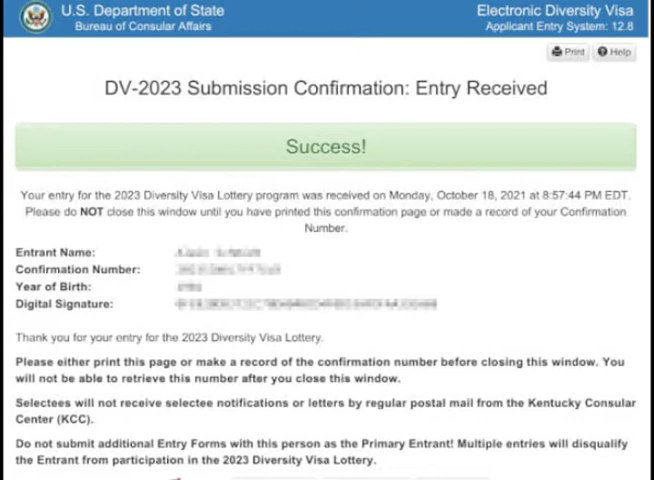 U.S. Department of State
Bureau of Consular Affairs
Electronic Diversity Visa
Applicant Entry System: 12.8
Print
Help
DV-2023 Submission Confirmation: Entry Received
Success!
Your entry for the 2023 Diversity Visa Lottery program was received on Monday, October 18, 2021 at 8:57:44 PM EDT.
Please do NOT close this window until you have printed this confirmation page or made a record of your Confirmation
Number.
Entrant Name:
Confirmation Number:
Year of Birth:
Digital Signature:
Thank you for your entry for the 2023 Diversity Visa Lottery.
Please either print this page or make a record of the confirmation number before closing this window. You
will not be able to retrieve this number after you close this window.
Selectees will not receive selectee notifications or letters by regular postal mail from the Kentucky Consular
Center (KCC).
Do not submit additional Entry Forms with this person as the Primary Entrant! Multiple entries will disqualify
the Entrant from participation in the 2023 Diversity Visa Lottery.